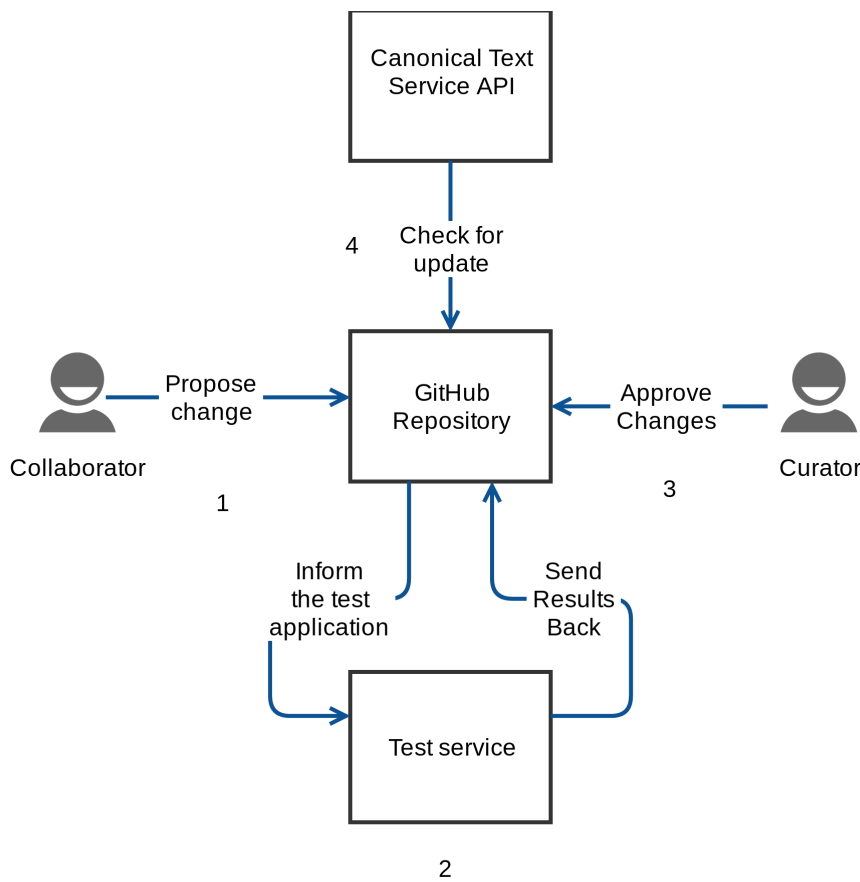 Canonical Text
Service API
4
Check for
update
Propose
change
GitHub
Repository
Approve
Changes
Collaborator
Curator
1
3
Inform
the test
application
Send
Results
Back
Test service
2